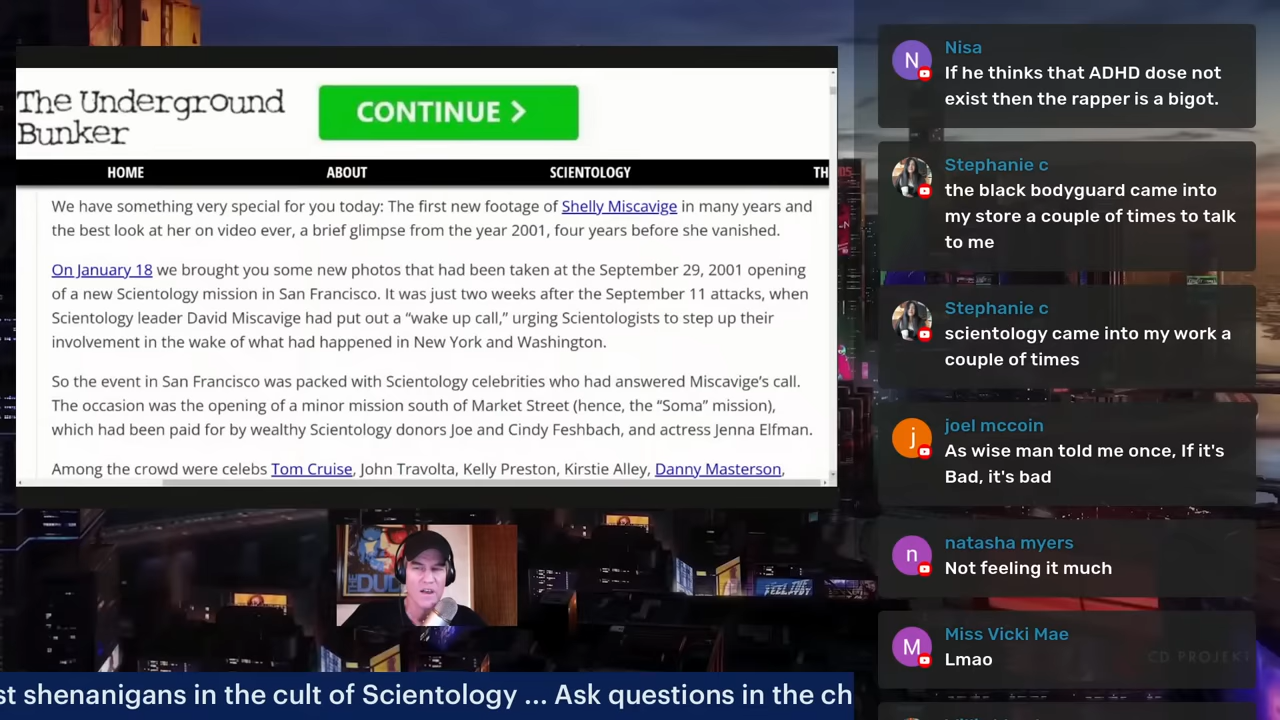 The Underground
Bunker
CONTINUE >
HOME ABOUT SCIENTOLOGY TH
We have something very special for you today: The first new footage of Shelly Miscavige in many years and
the best look at her on video ever, a brief glimpse from the year 2001, four years before she vanished.
On January 18 we brought you some new photos that had been taken at the September 29, 2001 opening
of a new Scientology mission in San Francisco. It was just two weeks after the September 11 attacks, when
Scientology leader David Miscavige had put out a “wake up call,” urging Scientologists to step up their
involvement in the wake of what had happened in New York and Washington.
So the event in San Francisco was packed with Scientology celebrities who had answered Miscavige’s call.
The occasion was the opening of a minor mission south of Market Street (hence, the “Soma” mission),
which had been paid for by wealthy Scientology donors Joe and Cindy Feshbach, and actress Jenna Elfman.
Among the crowd were celebs Tom Cruise, John Travolta, Kelly Preston, Kirstie Alley, Danny Masterson,
THE
DUD
FEEL THE
st shenanigans in the cult of Scientology ... Ask questions in the ch
N
Nisa
If he thinks that ADHD dose not
exist then the rapper is a bigot.
Stephanie c
the black bodyguard came into
my store a couple of times to talk
to me
Stephanie c
scientology came into my work a
couple of times
j
joel mccoin
As wise man told me once, If it's
Bad, it's bad
n
natasha myers
Not feeling it much
M
Miss Vicki Mae
Lmao
CD PROJEKT